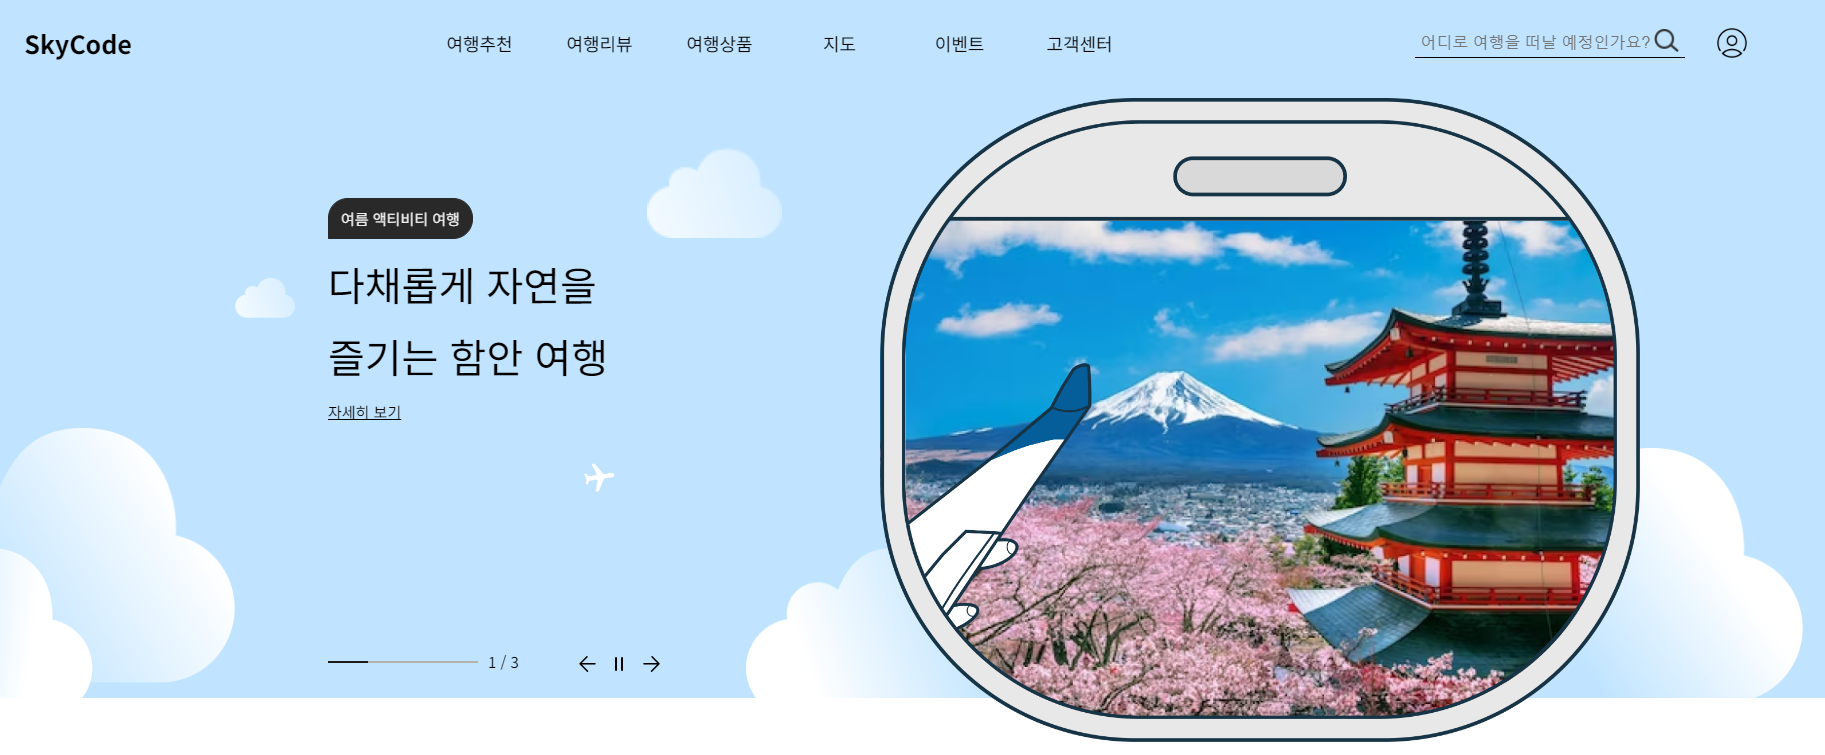 SkyCode
여행추천 여행리뷰 여행상품 지도 이벤트 고객센터
어디로 여행을 떠날 예정인가요?
여름 액티비티 여행
다채롭게 자연을
즐기는 함안 여행
자세히 보기
1 / 3